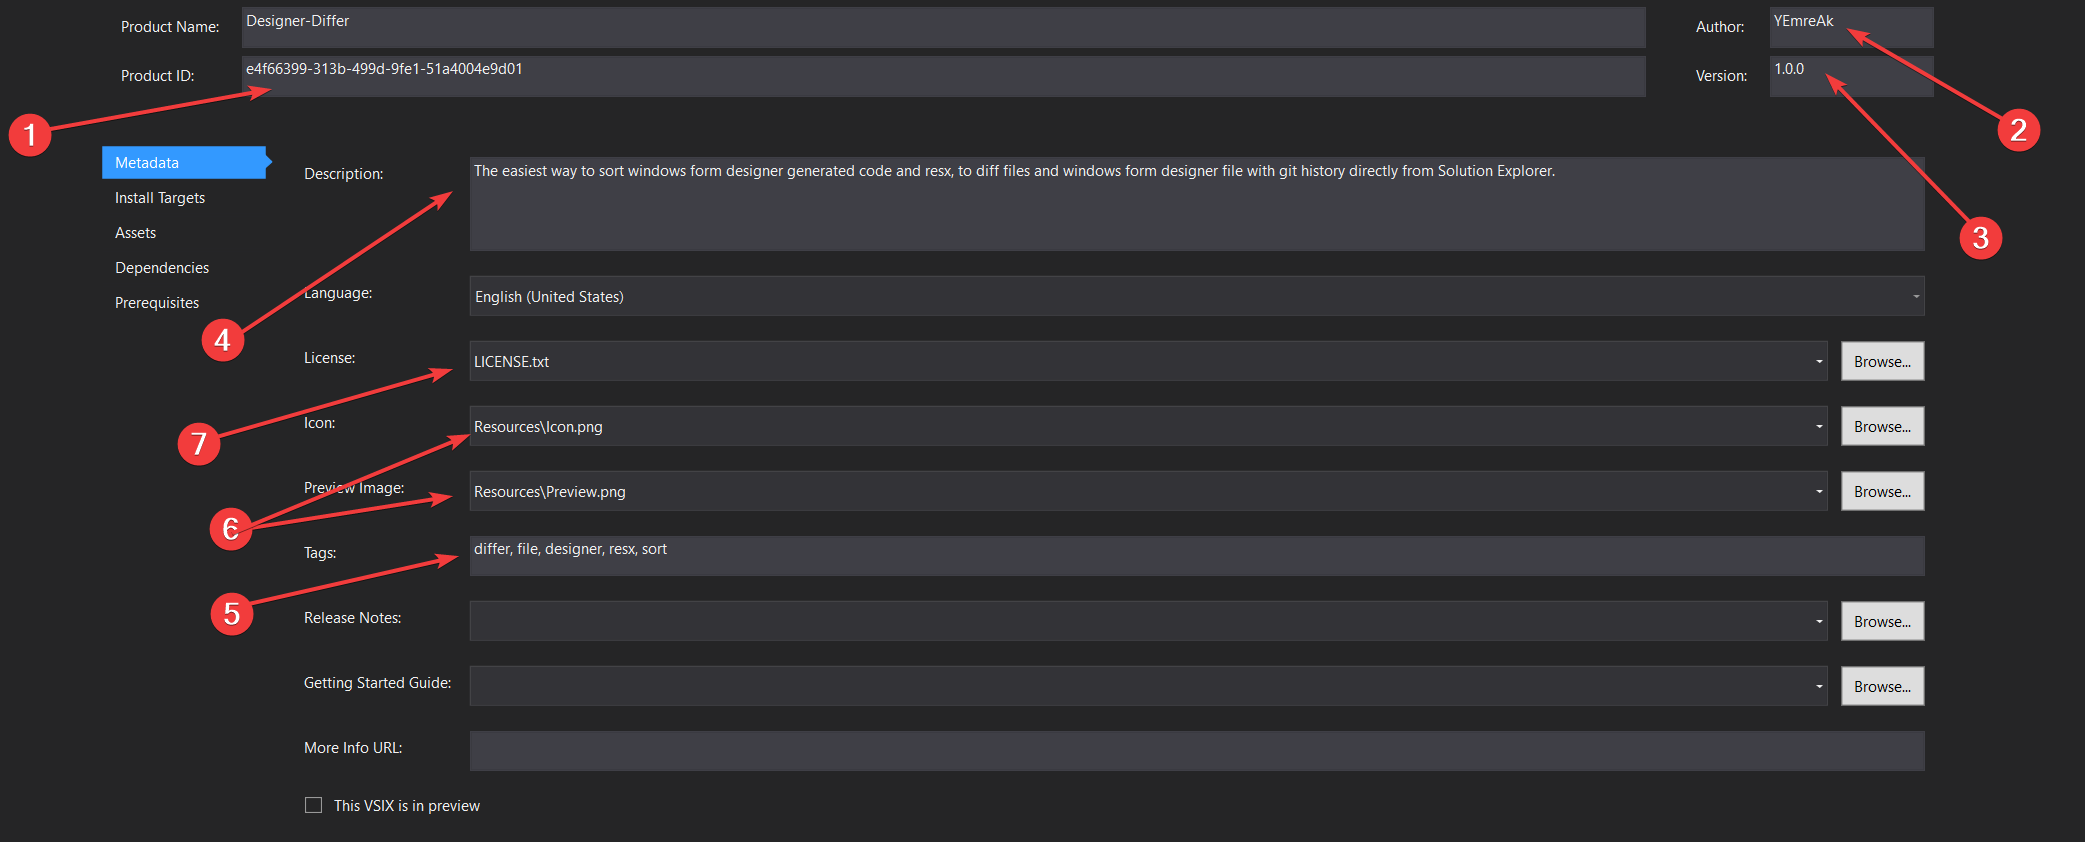 Product Name: Designer-Differ Author: YEmreAk
Product ID: e4f66399-313b-499d-9fe1-51a4004e9d01 Version: 1.0.0
1
2
3
Metadata
Install Targets
Assets
Dependencies
Prerequisites
Description: The easiest way to sort windows form designer generated code and resx, to diff files and windows form designer file with git history directly from Solution Explorer.
Language: English (United States)
4
License: LICENSE.txt Browse...
7
Icon: Resources\Icon.png Browse...
Preview Image: Resources\Preview.png Browse...
6
Tags: differ, file, designer, resx, sort
5
Release Notes: Browse...
Getting Started Guide: Browse...
More Info URL:
This VSIX is in preview